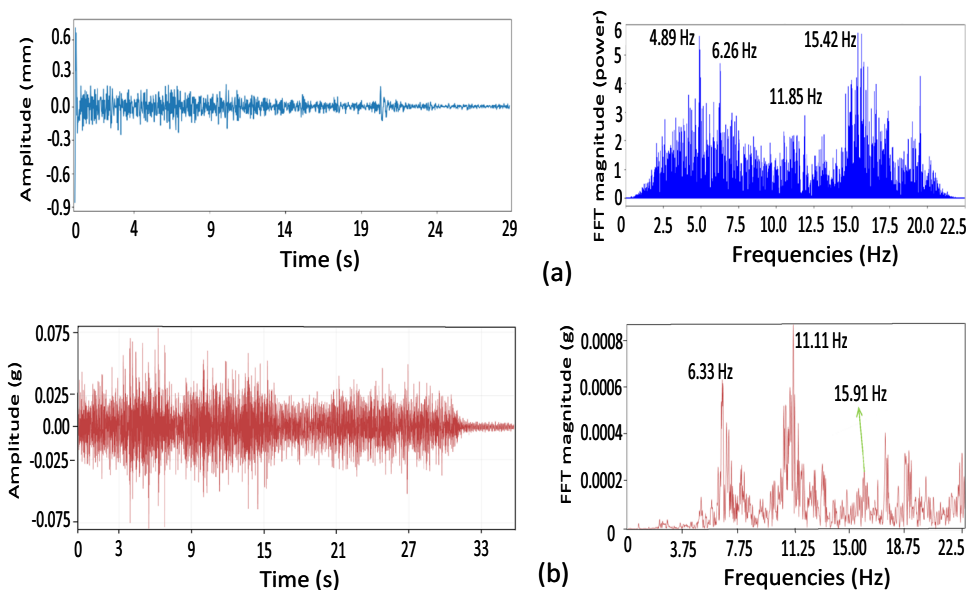 Amplitude (mm)
0.6
0.3
0.0
-0.3
-0.6
-0.9
0 4 9 14 19 24 29
Time (s)
FFT magnitude (power)
6
5
4
3
2
1
0
4.89 Hz
6.26 Hz
11.85 Hz
15.42 Hz
0 2.5 5.0 7.5 10.0 12.5 15.0 17.5 20.0 22.5
Frequencies (Hz)
(a)
Amplitude (g)
0.075
0.025
0.00
-0.025
-0.075
0 3 9 15 21 27 33
Time (s)
FFT magnitude (g)
0.0008
0.0006
0.0004
0.0002
0
6.33 Hz
11.11 Hz
15.91 Hz
0 3.75 7.75 11.25 15.00 18.75 22.5
Frequencies (Hz)
(b)